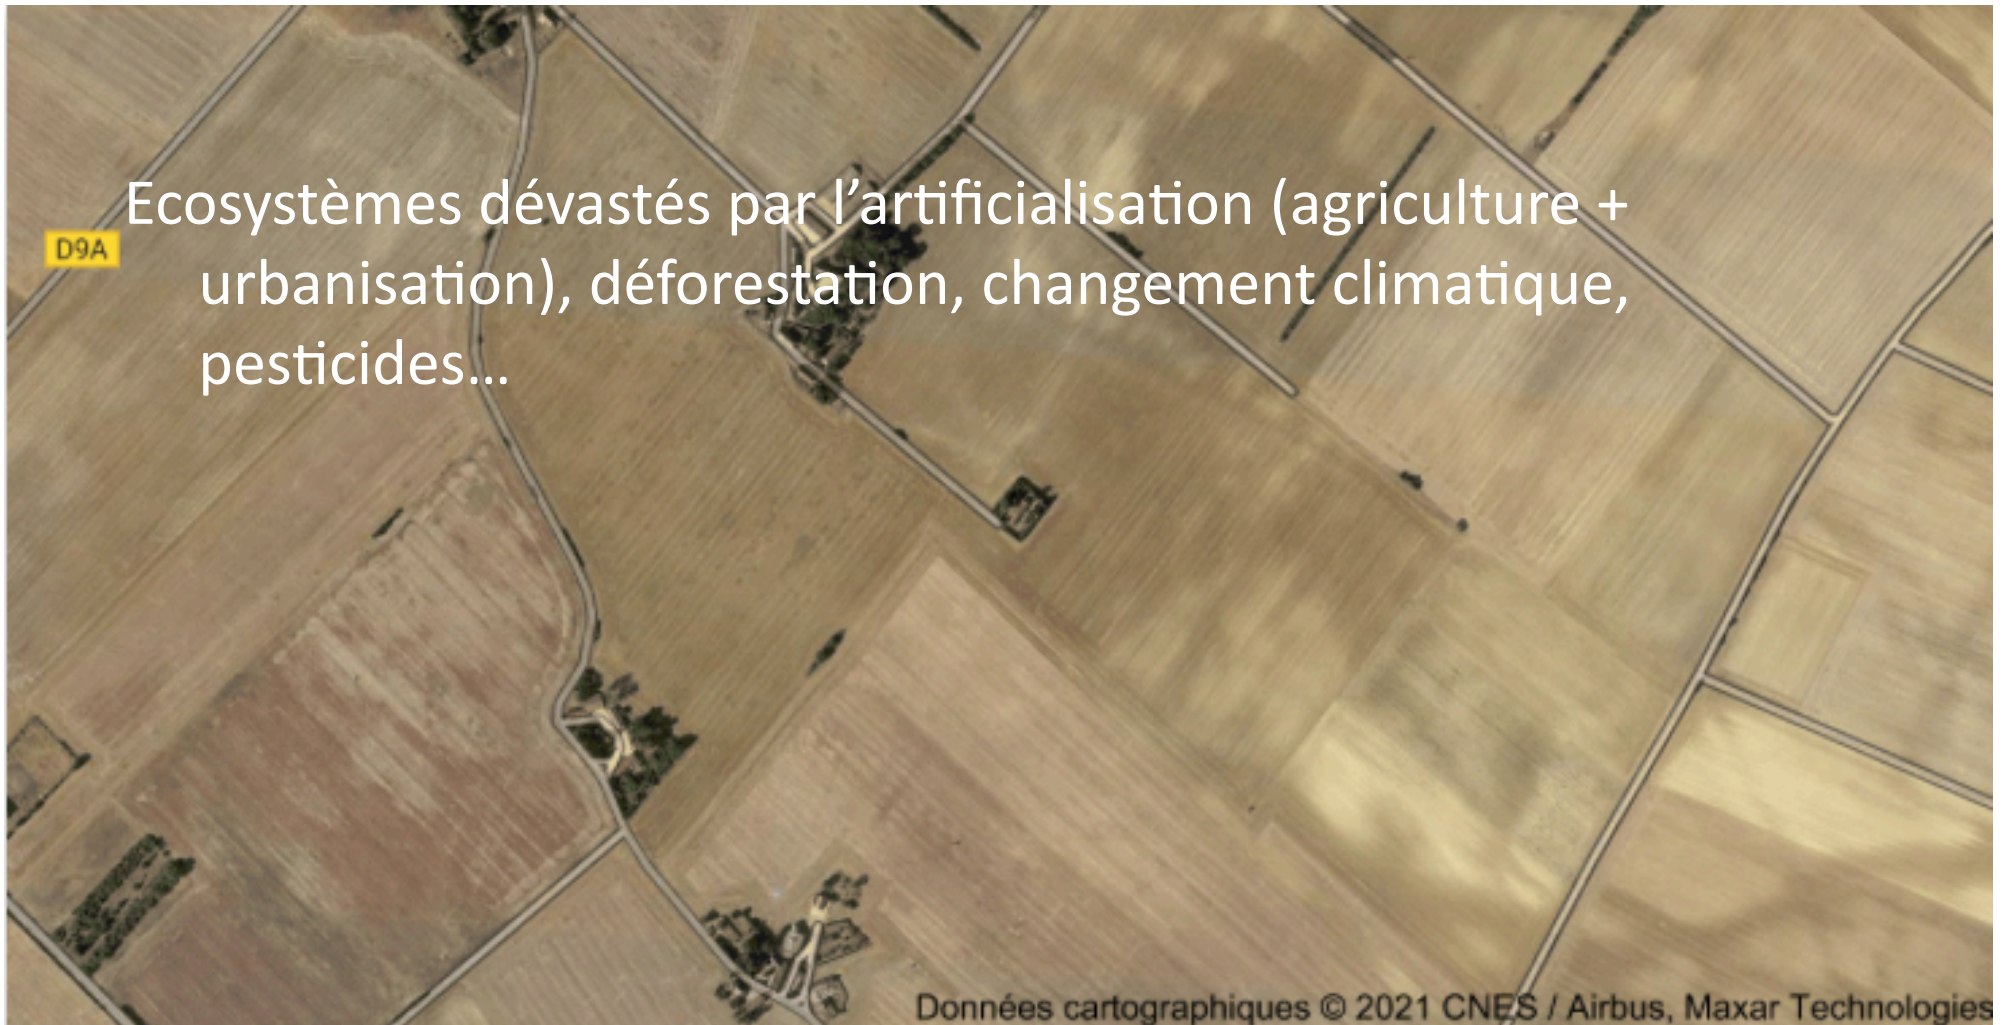 Ecosystèmes dévastés par l’artificialisation (agriculture +
D9A
urbanisation), déforestation, changement climatique,
pesticides…
Données cartographiques © 2021 CNES / Airbus, Maxar Technologies